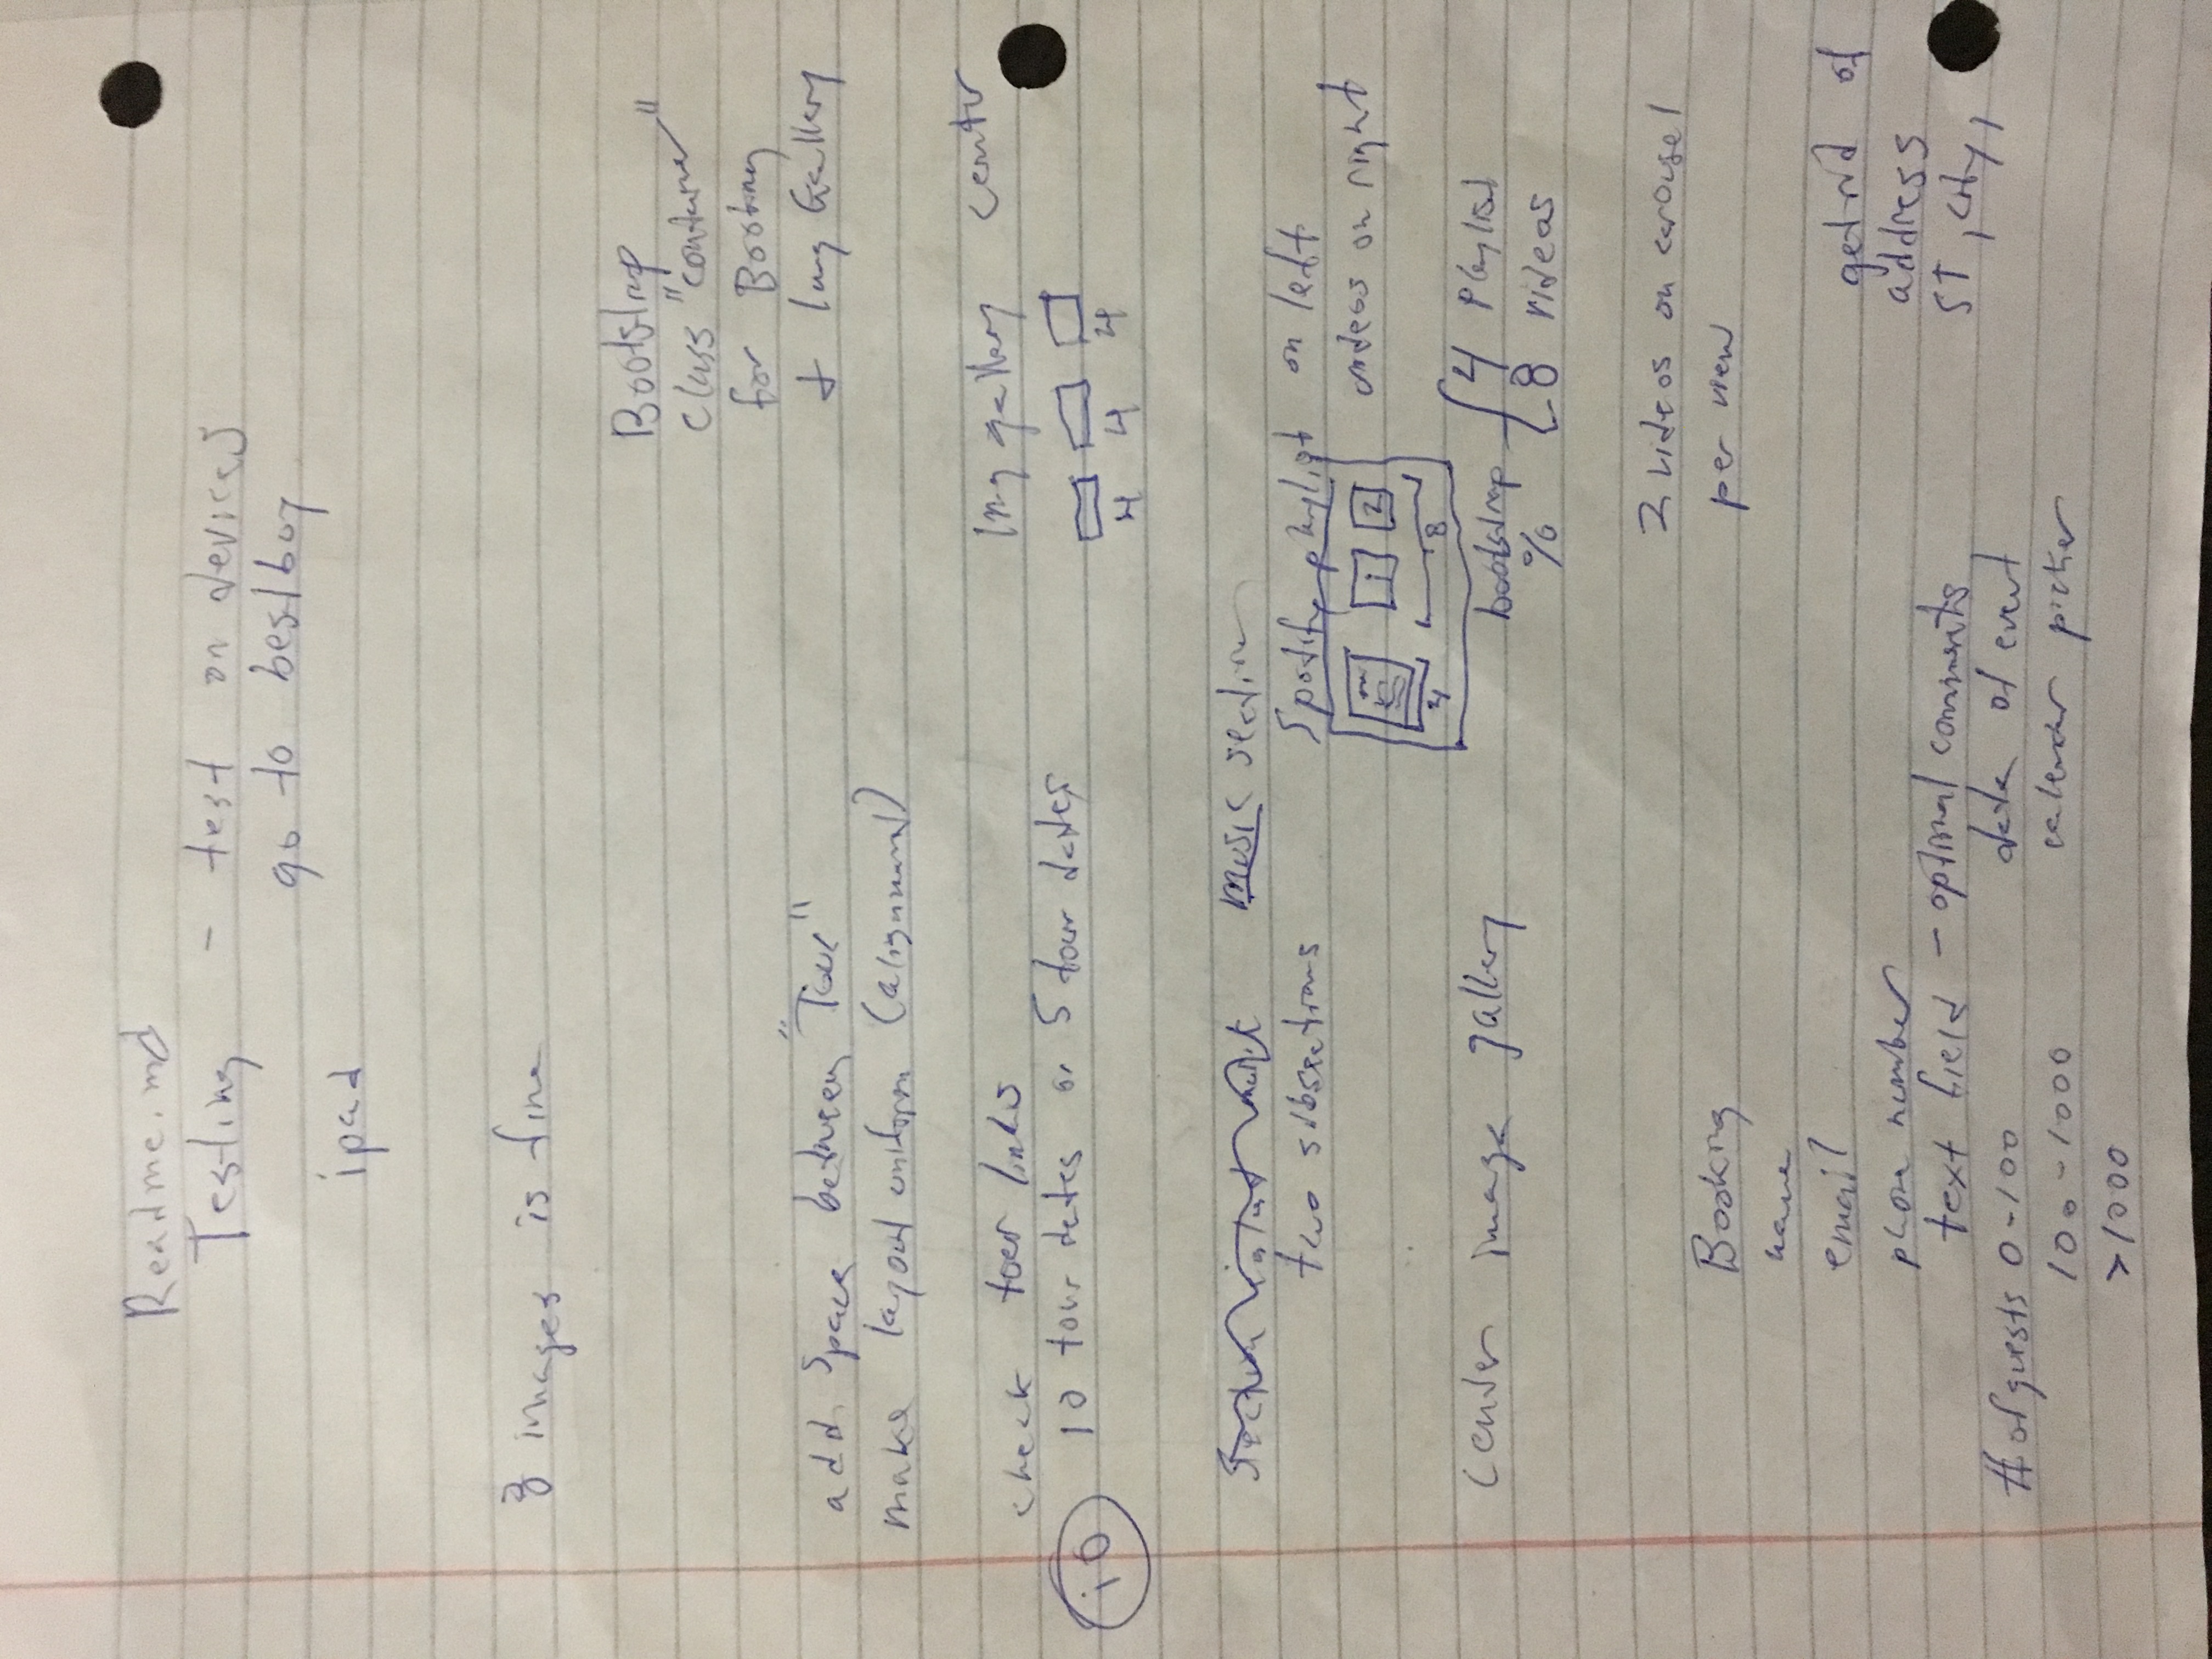 Readme.md
Testing - test on devices
go to bestbuy
ipad
3 images is fine
Bootstrap
class "container"
for Booking
+ Img Gallery
add space between "Tour"
make layout uniform (alignment)
check tour links
10 10 tour dates or 5 tour dates
Img gallery center
4 4 4
music section
two subsections
Spotify playlist on left
videos on right
1 2
4 8
center image gallery
bootstrap 4 playlist
% 8 videos
2 videos on carousel
per view
Booking
name
email
phone number
text field - optional comments
# of guests 0-100
100-1000
>1000
date of event
calendar picker
get rid of
address
ST, city,